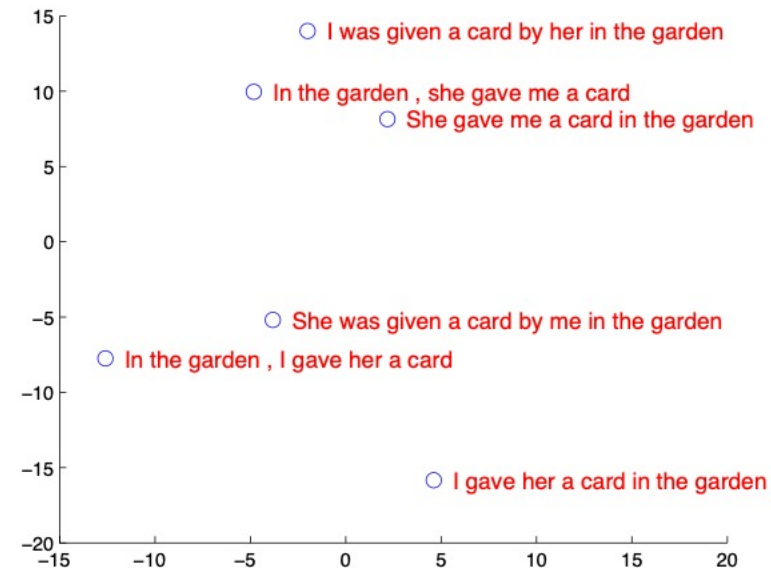 15
I was given a card by her in the garden
10
In the garden , she gave me a card
She gave me a card in the garden
5
0
−5
She was given a card by me in the garden
In the garden , I gave her a card
−10
−15
I gave her a card in the garden
−20
−15 −10 −5 0 5 10 15 20